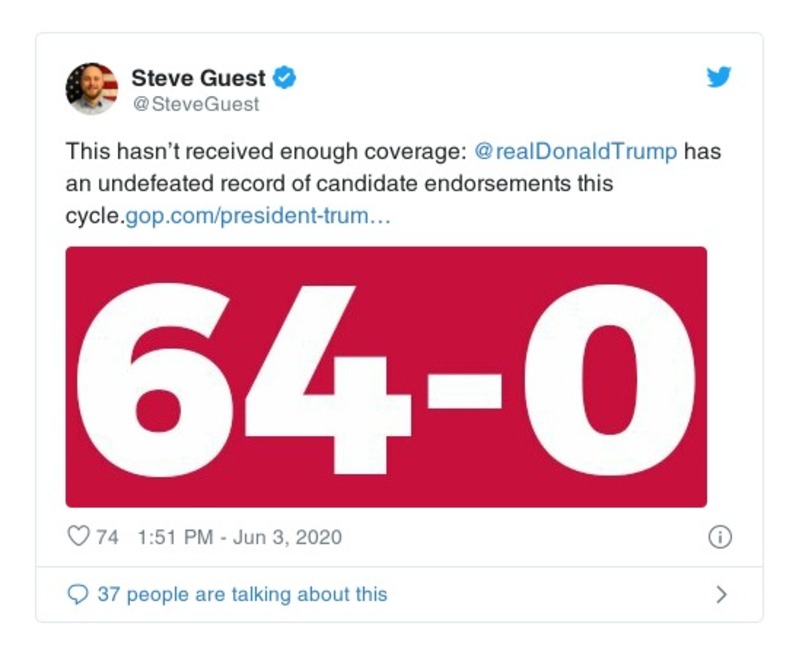 Steve Guest
@SteveGuest
This hasn’t received enough coverage: @realDonaldTrump has
an undefeated record of candidate endorsements this
cycle.gop.com/president-trum…
64-0
74 1:51 PM - Jun 3, 2020
37 people are talking about this